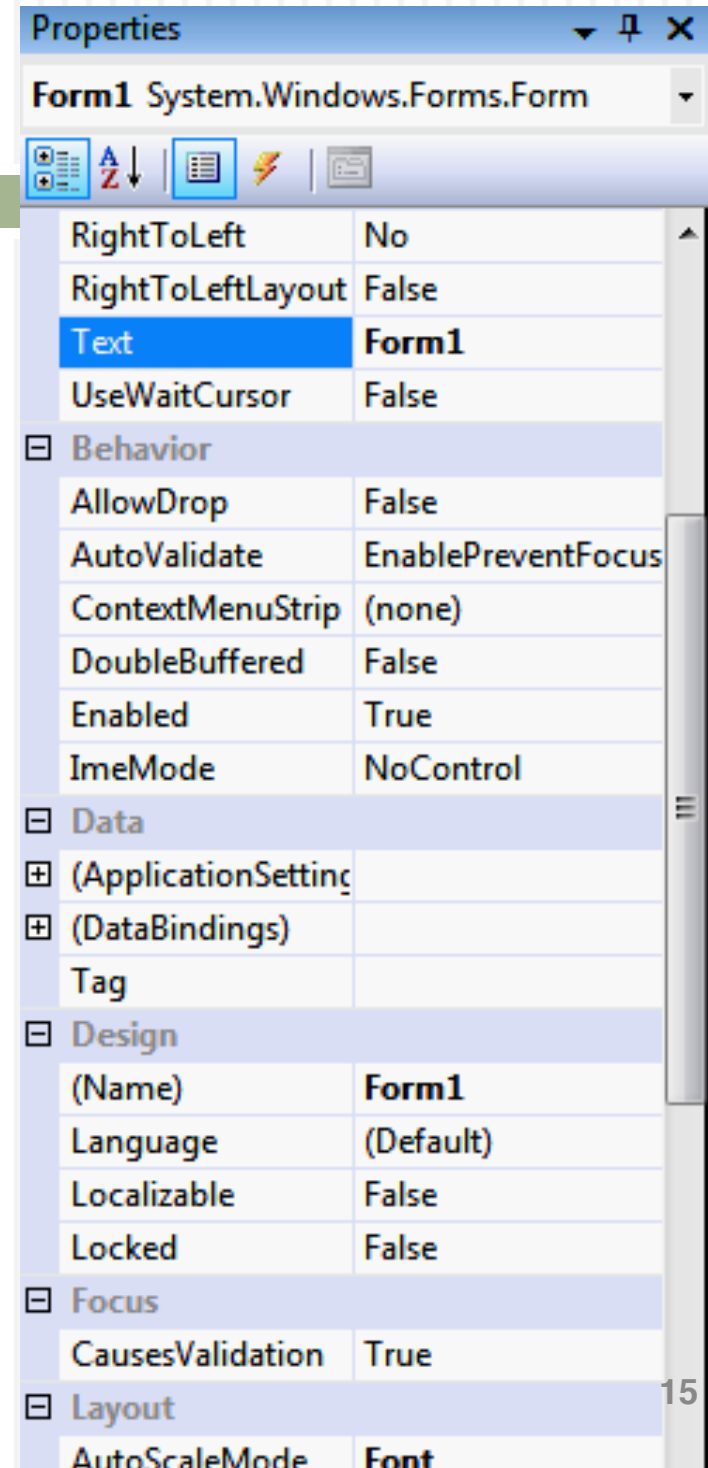 Properties
Form1 System.Windows.Forms.Form
RightToLeft No
RightToLeftLayout False
Text Form1
UseWaitCursor False
Behavior
AllowDrop False
AutoValidate EnablePreventFocus
ContextMenuStrip (none)
DoubleBuffered False
Enabled True
ImeMode NoControl
Data
(ApplicationSetting
(DataBindings)
Tag
Design
(Name) Form1
Language (Default)
Localizable False
Locked False
Focus
CausesValidation True
15
Layout
AutoScaleMode Font